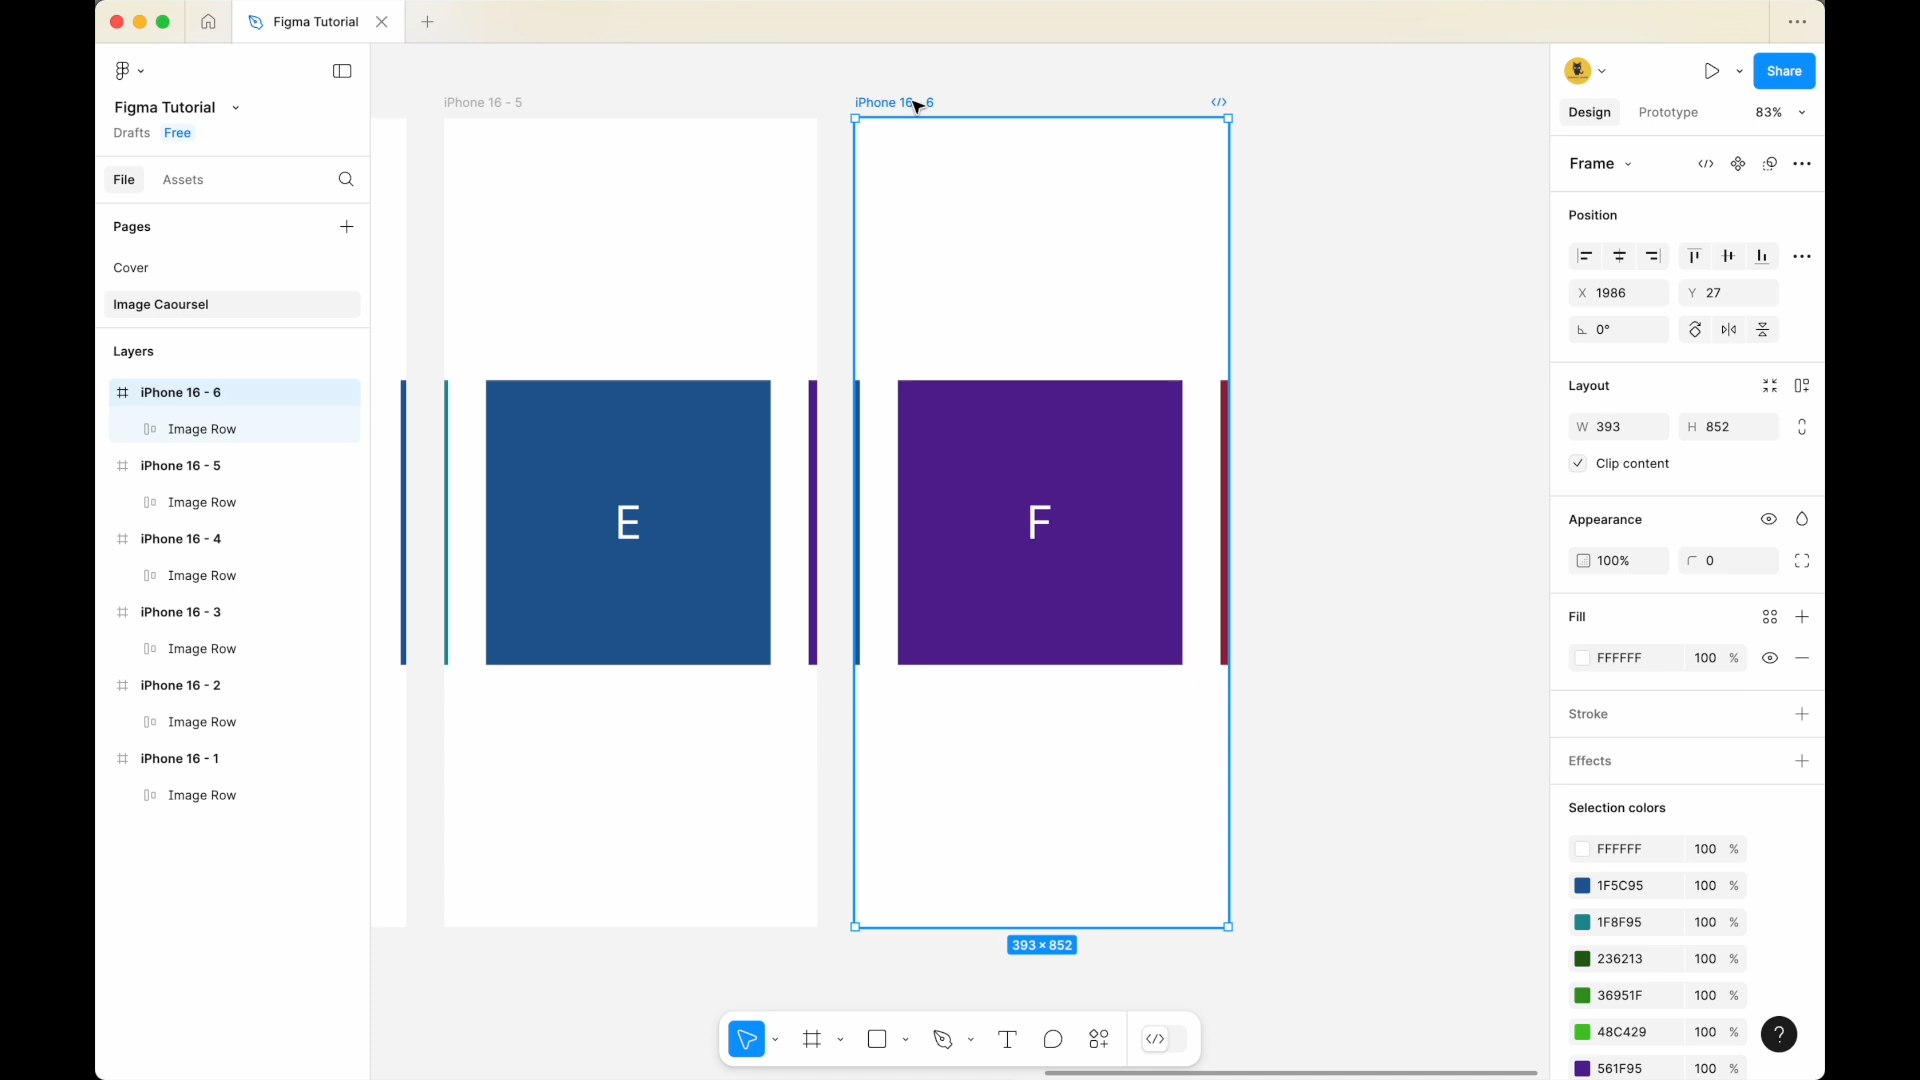 Figma Tutorial
Figma Tutorial
Drafts Free
File Assets
Pages
Cover
Image Caoursel
Layers
iPhone 16 - 6
Image Row
iPhone 16 - 5
Image Row
iPhone 16 - 4
Image Row
iPhone 16 - 3
Image Row
iPhone 16 - 2
Image Row
iPhone 16 - 1
Image Row
iPhone 16 - 5
iPhone 16 - 6
E
F
393 × 852
Share
Design Prototype 83%
Frame
Position
X 1986 Y 27
0°
Layout
W 393 H 852
Clip content
Appearance
100% 0
Fill
FFFFFF 100 %
Stroke
Effects
Selection colors
FFFFFF 100 %
1F5C95 100 %
1F8F95 100 %
236213 100 %
36951F 100 %
48C429 100 %
561F95 100 %
?